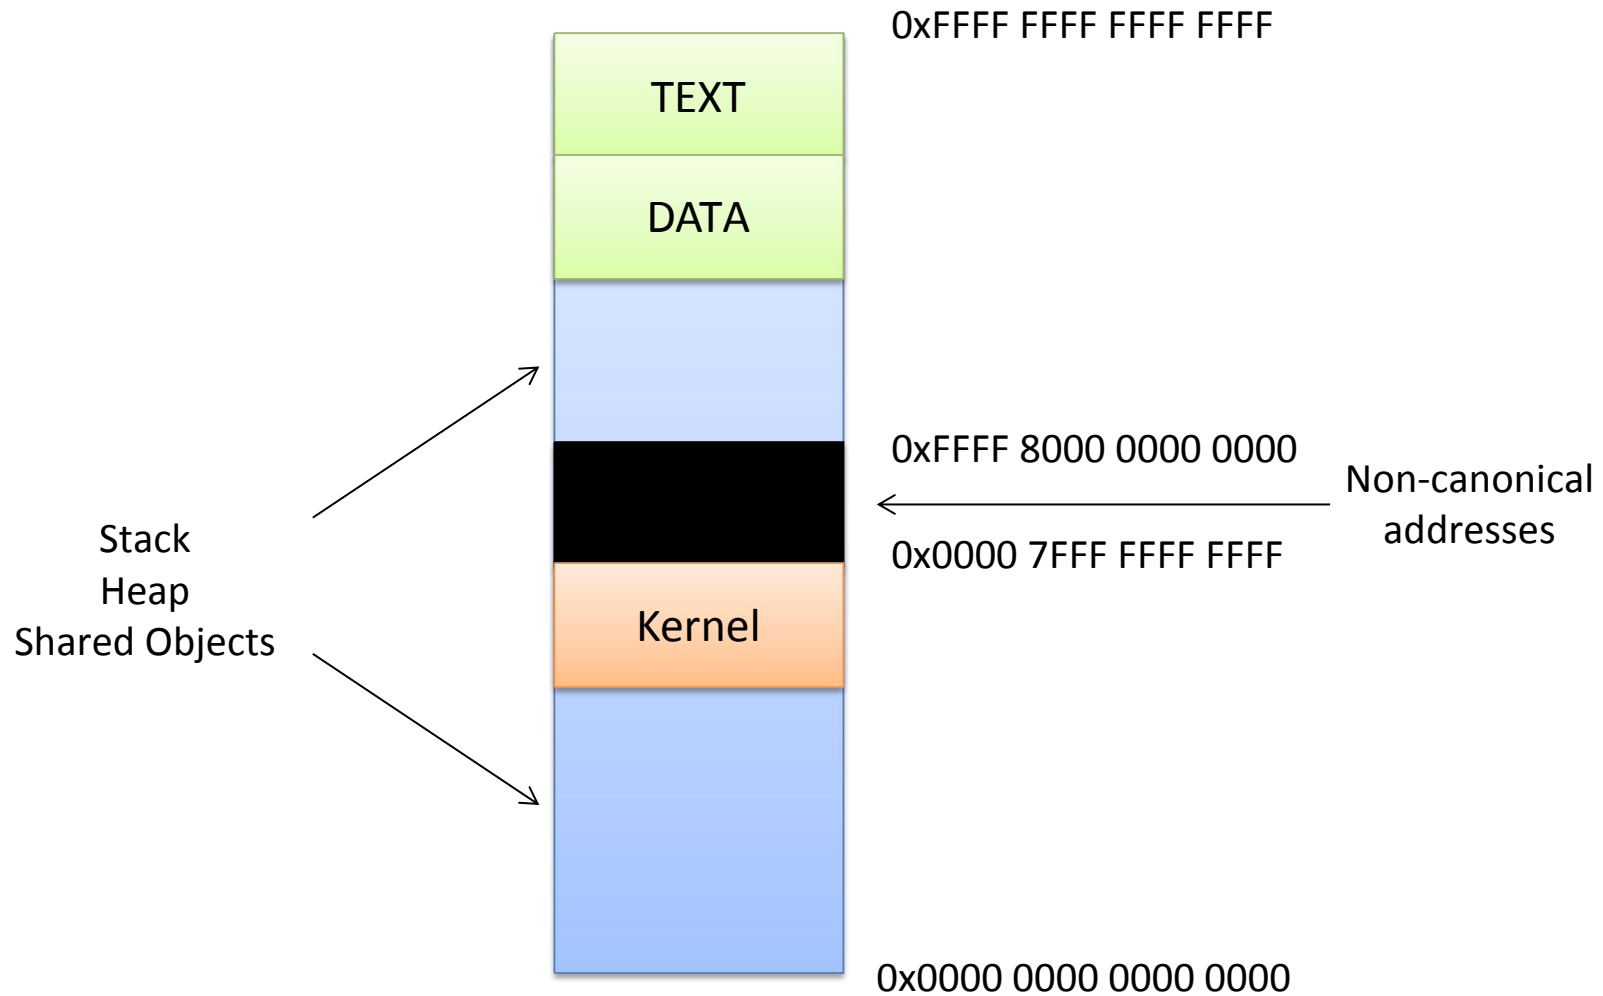 0xFFFF FFFF FFFF FFFF
TEXT
DATA
0xFFFF 8000 0000 0000
Non-canonical
addresses
0x0000 7FFF FFFF FFFF
Stack
Heap
Shared Objects
Kernel
0x0000 0000 0000 0000